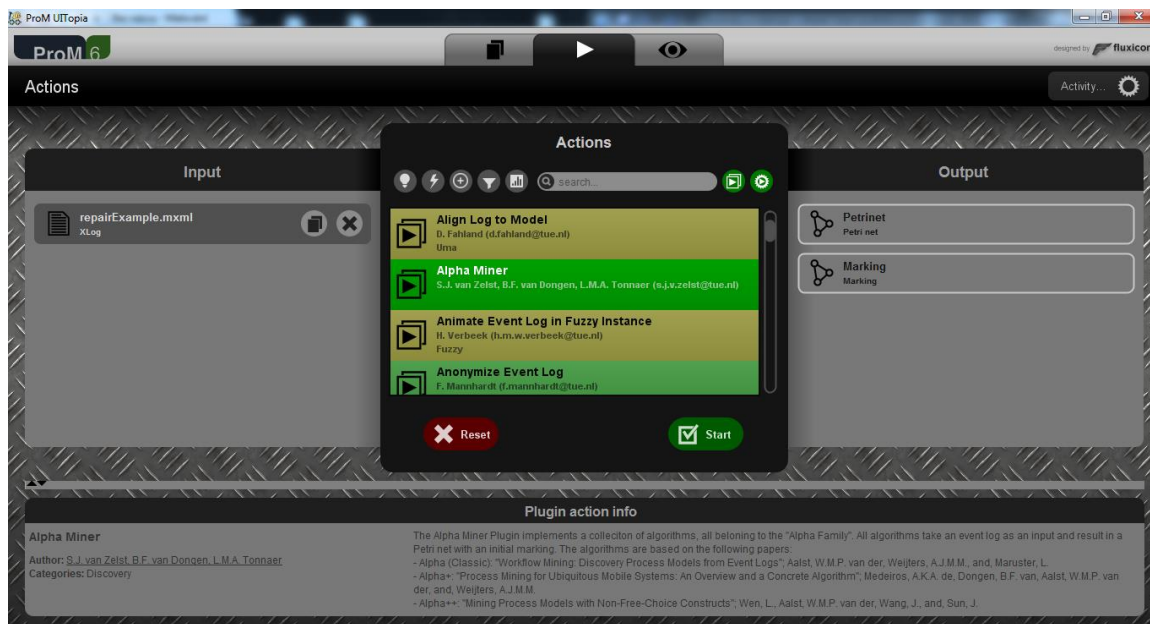 ProM UITopia
ProM 6
designed by fluxicon
Actions
Activity...
Input
Actions
Output
search...
repairExample.mxml
XLog
Align Log to Model
D. Fahland (d.fahland@tue.nl)
Uma
Alpha Miner
S.J. van Zelst, B.F. van Dongen, L.M.A. Tonnaer (s.j.v.zelst@tue.nl)
Animate Event Log in Fuzzy Instance
H. Verbeek (h.m.w.verbeek@tue.nl)
Fuzzy
Anonymize Event Log
F. Mannhardt (f.mannhardt@tue.nl)
Petrinet
Petri net
Marking
Marking
Reset
Start
Plugin action info
Alpha Miner
Author: S.J. van Zelst, B.F. van Dongen, L.M.A. Tonnaer
Categories: Discovery
The Alpha Miner Plugin implements a colleciton of algorithms, all beloning to the "Alpha Family". All algorithms take an event log as an input and result in a
Petri net with an initial marking. The algorithms are based on the following papers:
- Alpha (Classic): "Workflow Mining: Discovery Process Models from Event Logs"; Aalst, W.M.P. van der, Weijters, A.J.M.M., and, Maruster, L.
- Alpha+: "Process Mining for Ubiquitous Mobile Systems: An Overview and a Concrete Algorithm"; Medeiros, A.K.A. de, Dongen, B.F. van, Aalst, W.M.P. van
der, and, Weijters, A.J.M.M.
- Alpha++: "Mining Process Models with Non-Free-Choice Constructs"; Wen, L., Aalst, W.M.P. van der, Wang, J., and, Sun, J.